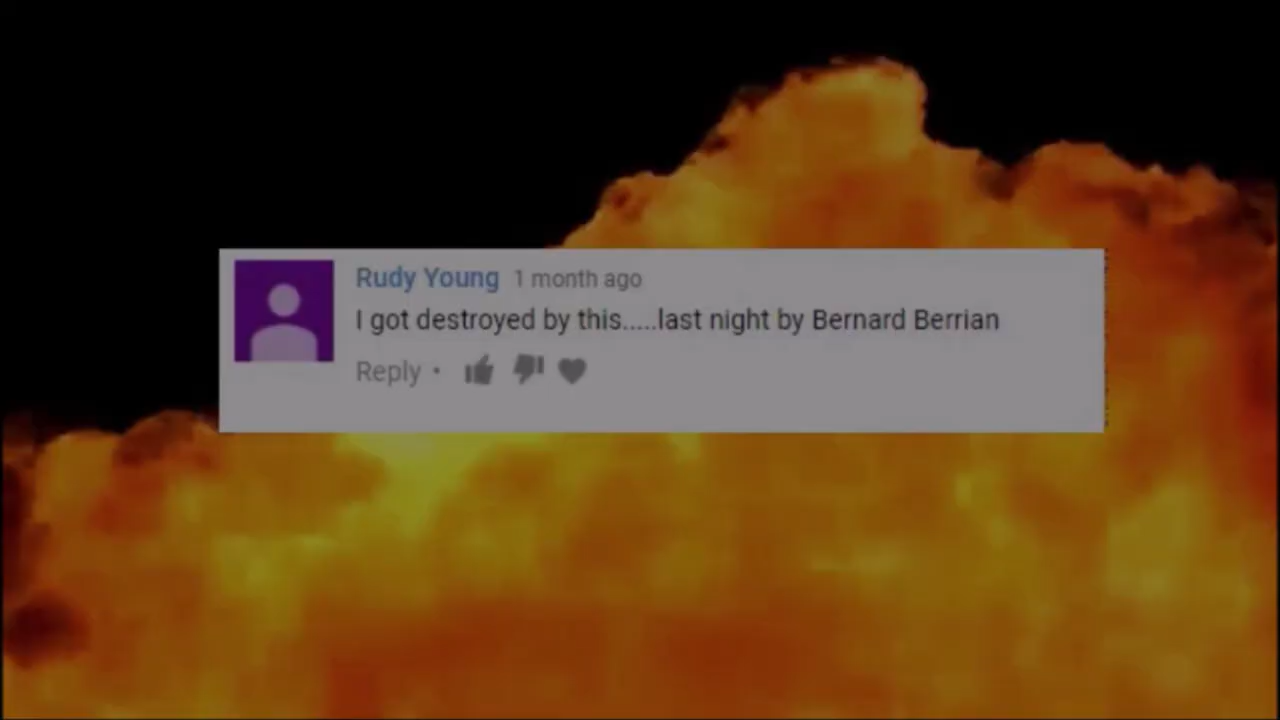 Rudy Young 1 month ago
I got destroyed by this.....last night by Bernard Berrian
Reply •